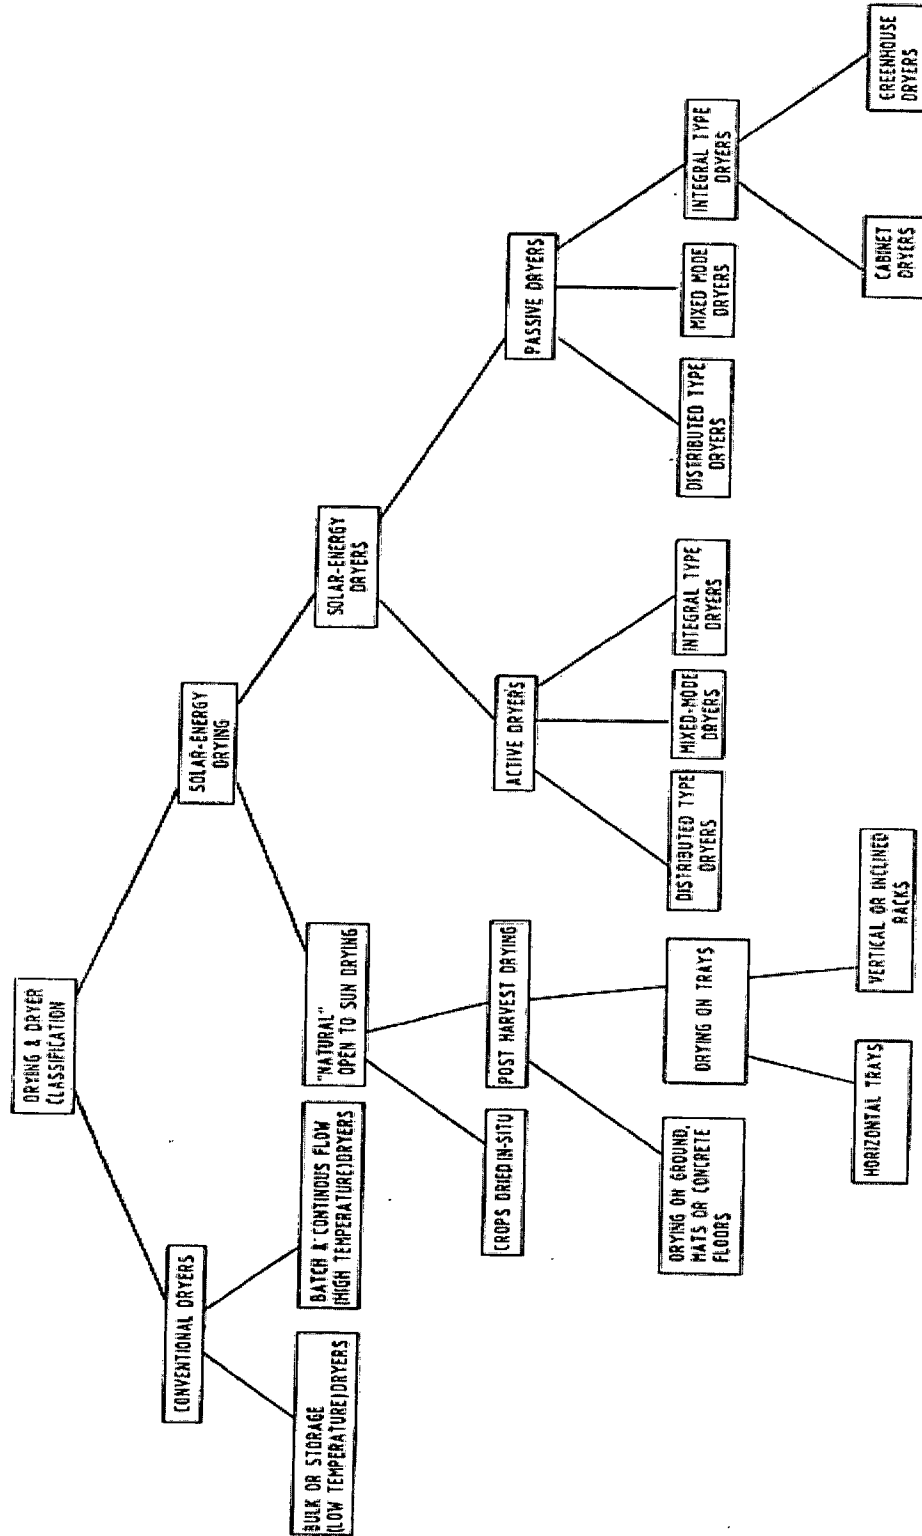 DRYING & DRYER
CLASSIFICATION
CONVENTIONAL DRYERS
SOLAR-ENERGY
DRYING
BULK OR STORAGE
(LOW TEMPERATURE)DRYERS
BATCH & CONTINOUS FLOW
(HIGH TEMPERATURE)DRYERS
"NATURAL"
OPEN TO SUN DRYING
SOLAR-ENERGY
DRYERS
CROPS DRIED IN-SITU
POST HARVEST DRYING
ACTIVE DRYERS
PASSIVE DRYERS
DRYING ON GROUND,
MATS OR CONCRETE
FLOORS
DRYING ON TRAYS
DISTRIBUTED TYPE
DRYERS
MIXED-MODE
DRYERS
INTEGRAL TYPE
DRYERS
DISTRIBUTED TYPE
DRYERS
MIXED MODE
DRYERS
INTEGRAL TYPE
DRYERS
HORIZONTAL TRAYS
VERTICAL OR INCLINED
RACKS
CABINET
DRYERS
GREENHOUSE
DRYERS